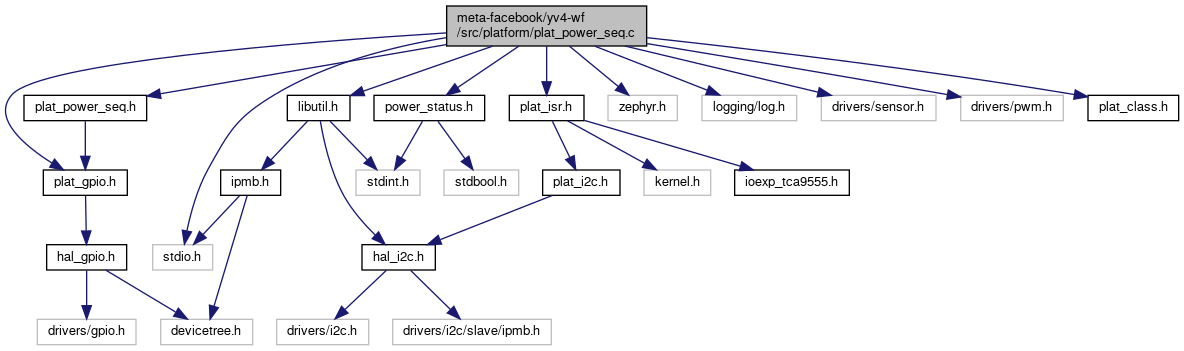 meta-facebook/yv4-wf
/src/platform/plat_power_seq.c
plat_power_seq.h
libutil.h
power_status.h
plat_isr.h
zephyr.h
logging/log.h
drivers/sensor.h
drivers/pwm.h
plat_class.h
plat_gpio.h
ipmb.h
stdint.h
stdbool.h
plat_i2c.h
kernel.h
ioexp_tca9555.h
hal_gpio.h
stdio.h
hal_i2c.h
drivers/gpio.h
devicetree.h
drivers/i2c.h
drivers/i2c/slave/ipmb.h